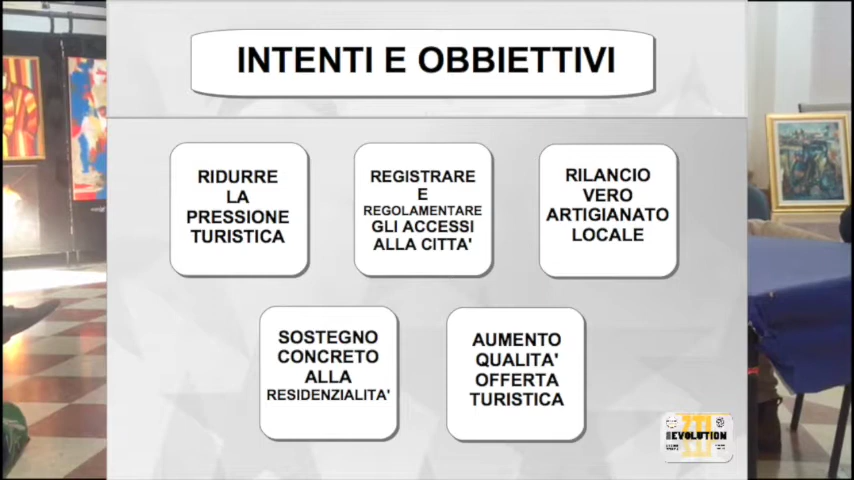 INTENTI E OBBIETTIVI
RIDURRE
LA
PRESSIONE
TURISTICA
REGISTRARE
E
REGOLAMENTARE
GLI ACCESSI
ALLA CITTA'
RILANCIO
VERO
ARTIGIANATO
LOCALE
SOSTEGNO
CONCRETO
ALLA
RESIDENZIALITA'
AUMENTO
QUALITA'
OFFERTA
TURISTICA
ZTL
REVOLUTION